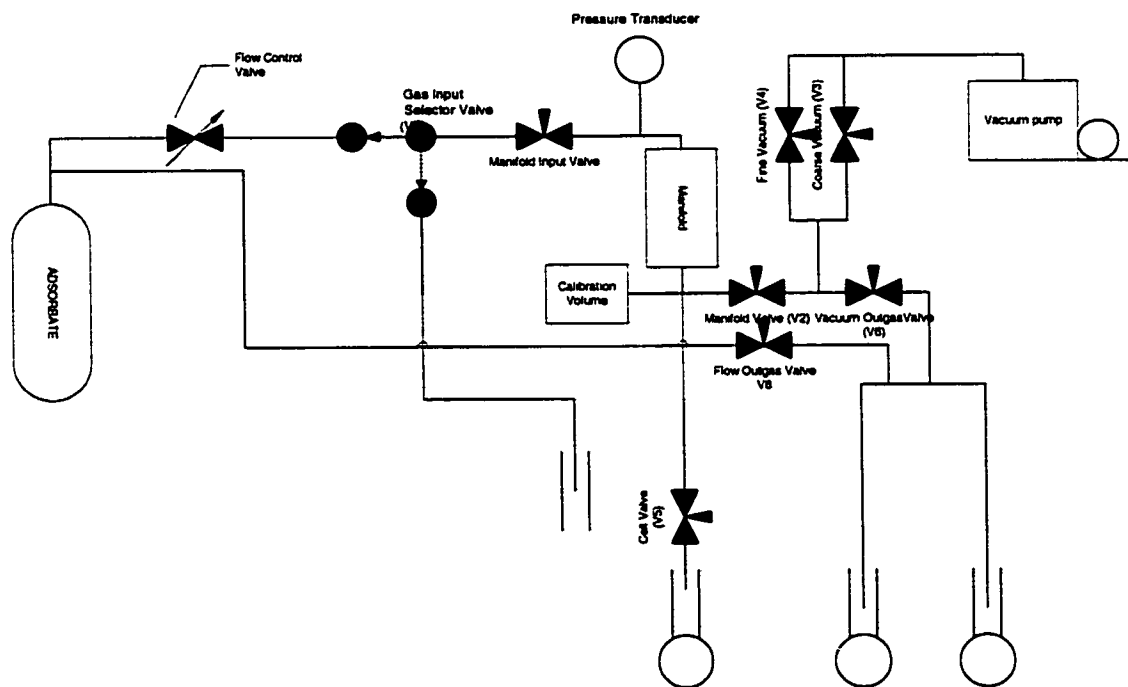 Pressure Transducer
Flow Control
Valve
Gas Input
Selector Valve
Manifold Input Valve
Fine Vacuum (V4)
Coarse Vacuum (V3)
Vacuum pump
Manifold
ADSORBATE
Calibration
Volume
Manifold Valve (V2)
Vacuum OutgasValve
(V6)
Flow Outgas Valve
V8
Cell Valve
(V5)